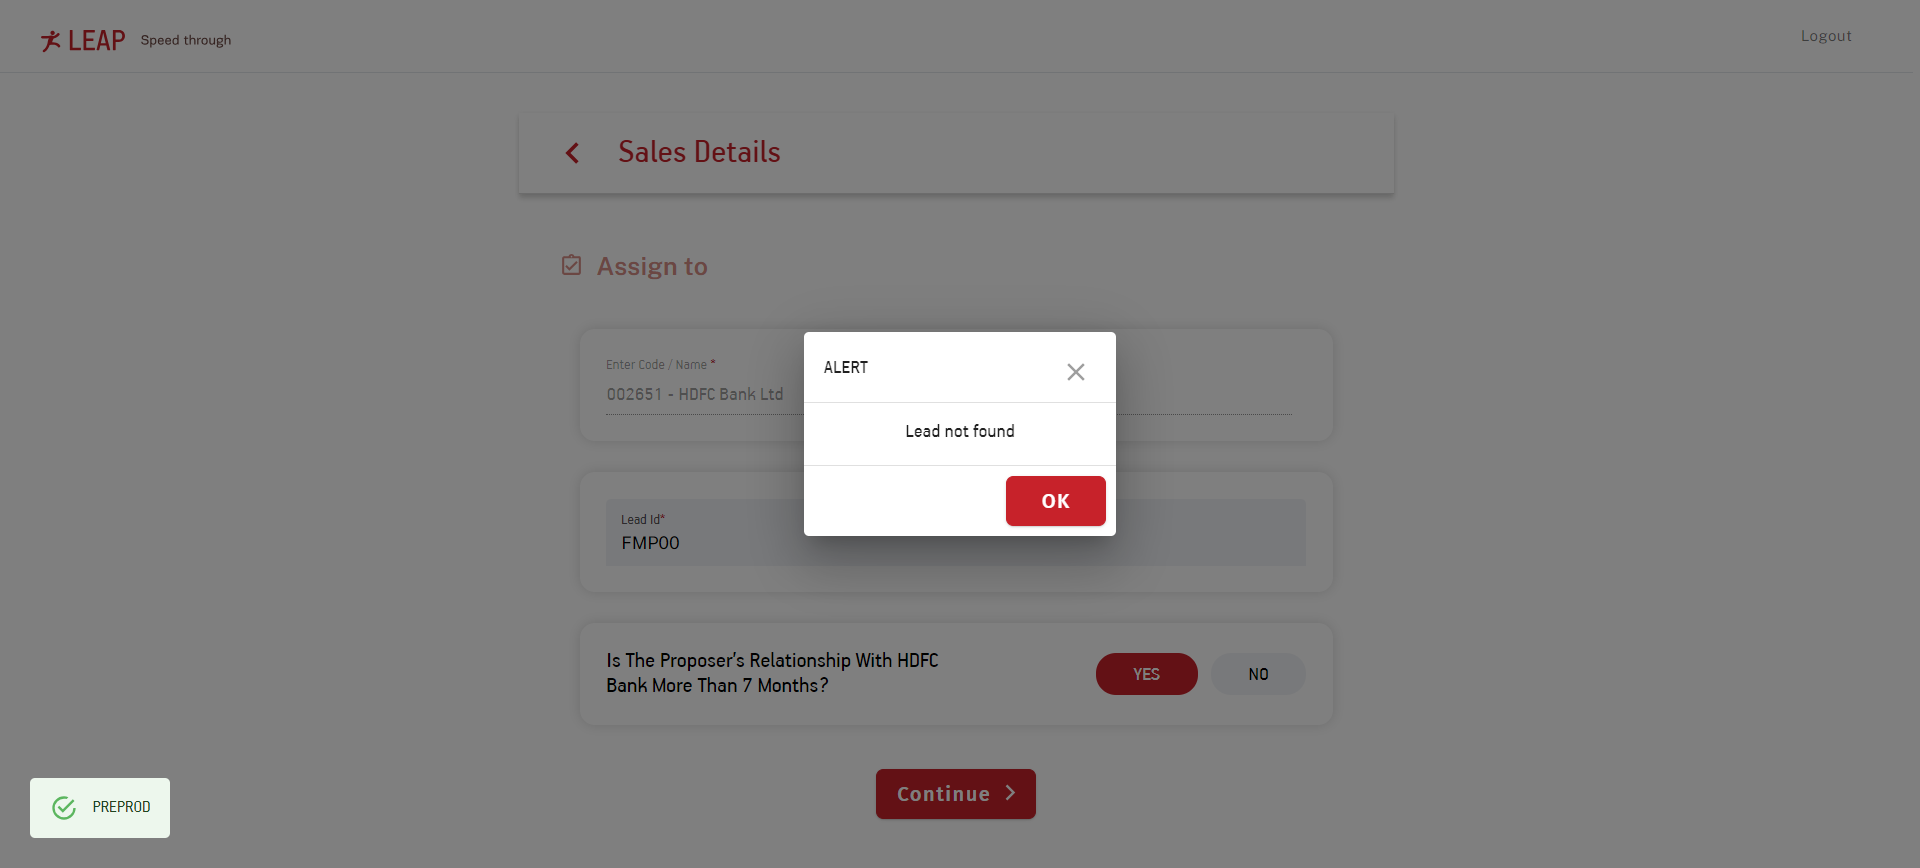 LEAP Speed through
Logout
Sales Details
Assign to
Enter Code / Name *
002651 - HDFC Bank Ltd
ALERT
Lead not found
OK
Lead Id*
FMP00
Is The Proposer's Relationship With HDFC
Bank More Than 7 Months?
YES
NO
Continue
PREPROD